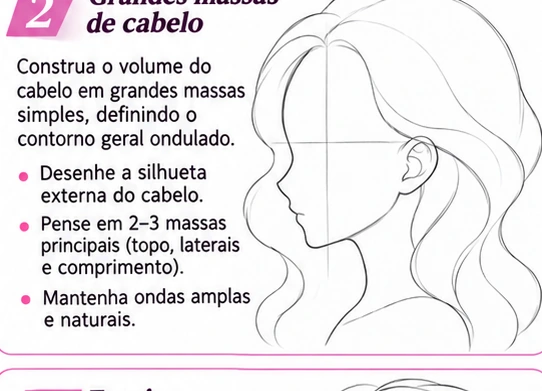 2
Grandes massas
de cabelo
Construa o volume do
cabelo em grandes massas
simples, definindo o
contorno geral ondulado.
• Desenhe a silhueta
externa do cabelo.
• Pense em 2–3 massas
principais (topo, laterais
e comprimento).
• Mantenha ondas amplas
e naturais.